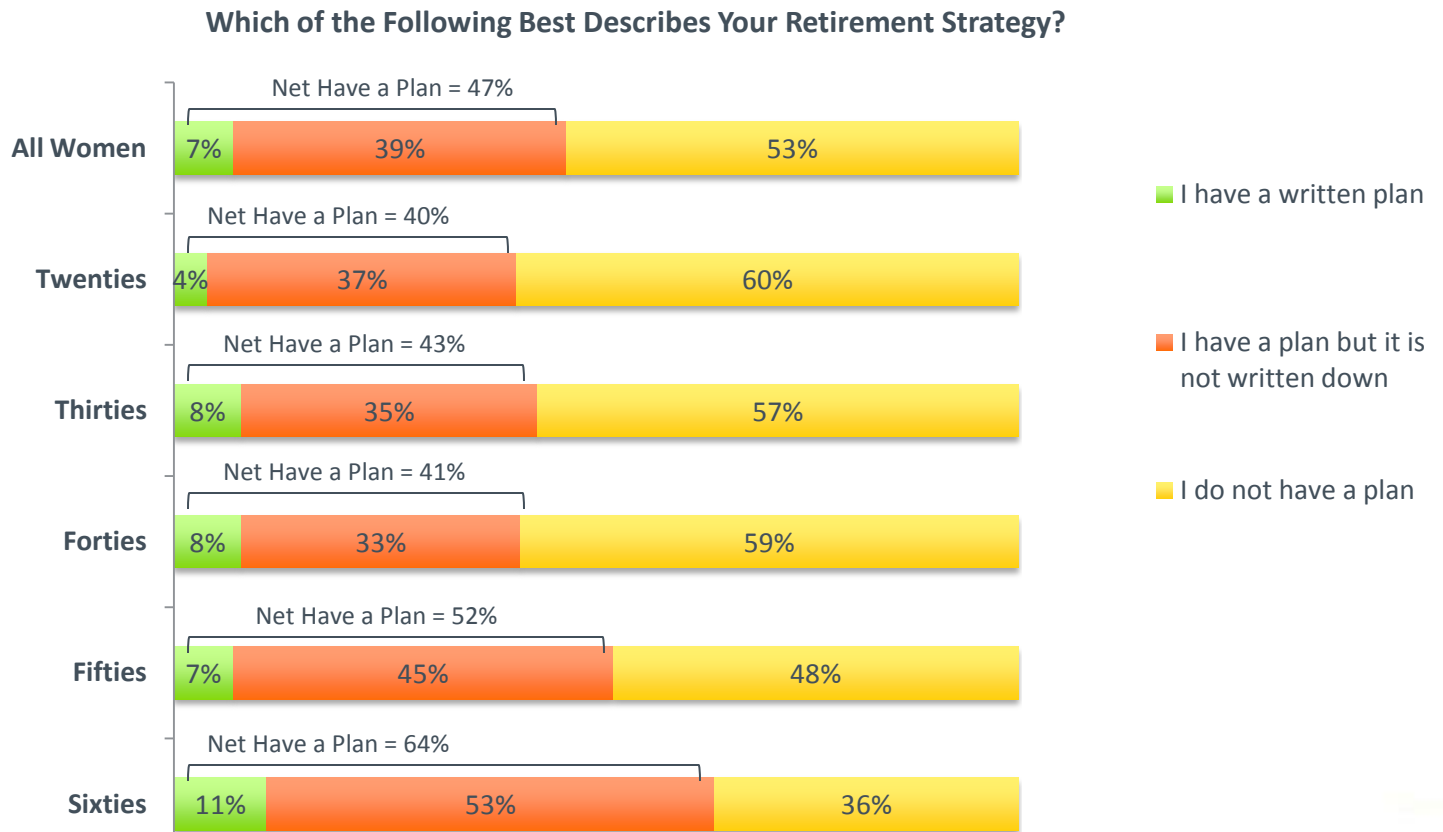 Which of the Following Best Describes Your Retirement Strategy?
Net Have a Plan = 47%
All Women 7% 39% 53%
Net Have a Plan = 40%
Twenties 4% 37% 60%
Net Have a Plan = 43%
Thirties 8% 35% 57%
Net Have a Plan = 41%
Forties 8% 33% 59%
Net Have a Plan = 52%
Fifties 7% 45% 48%
Net Have a Plan = 64%
Sixties 11% 53% 36%
I have a written plan
I have a plan but it is
not written down
I do not have a plan